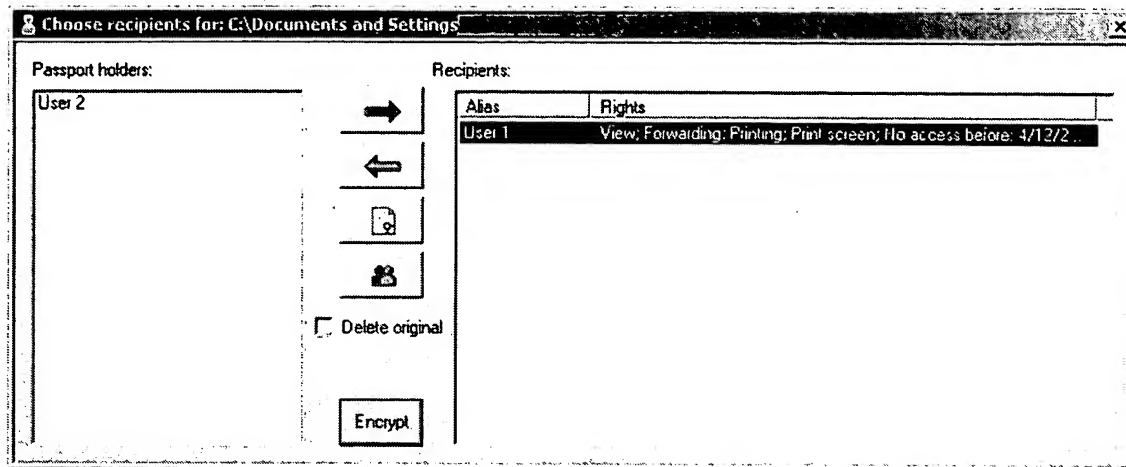 Choose recipients for: C:\Documents and Settings
Passport holders:
Recipients:
User 2
Alias Rights
User 1 View; Forwarding; Printing; Print screen; No access before: 4/12/2...
Delete original
Encrypt